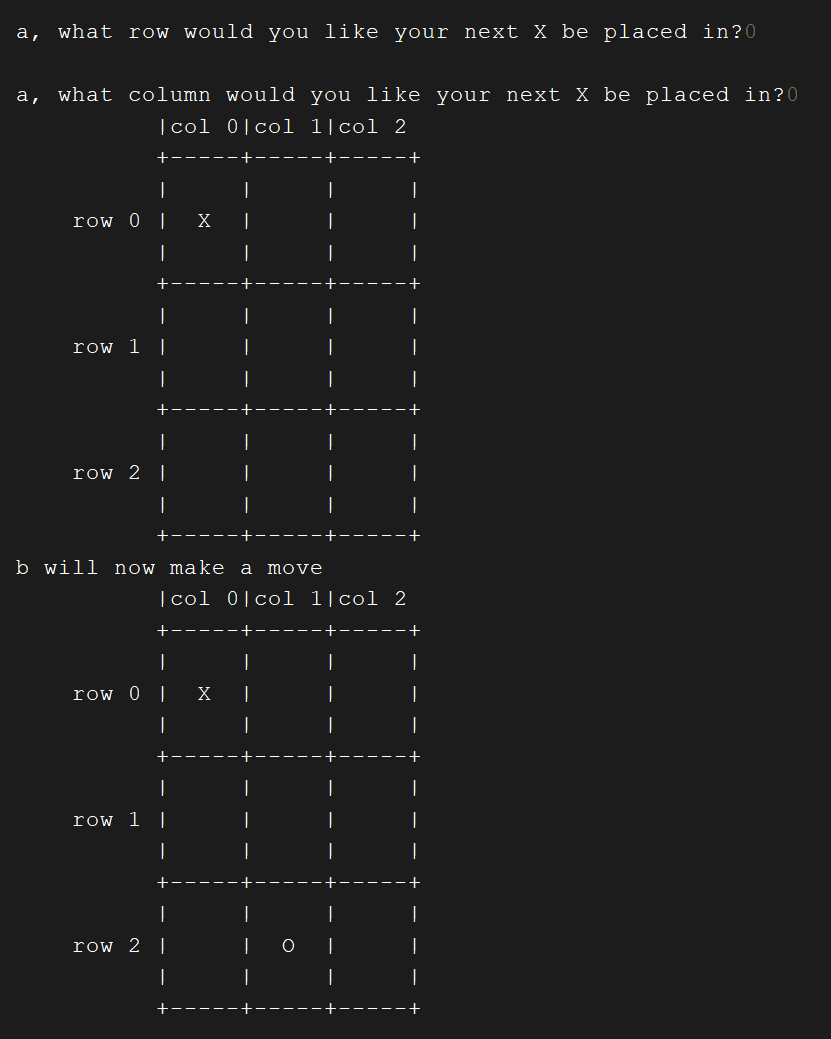 a, what row would you like your next X be placed in?0
a, what column would you like your next X be placed in?0
          |col 0|col 1|col 2
          +-----+-----+-----+
          |     |     |     |
    row 0 |  X  |     |     |
          |     |     |     |
          +-----+-----+-----+
          |     |     |     |
    row 1 |     |     |     |
          |     |     |     |
          +-----+-----+-----+
          |     |     |     |
    row 2 |     |     |     |
          |     |     |     |
          +-----+-----+-----+
b will now make a move
          |col 0|col 1|col 2
          +-----+-----+-----+
          |     |     |     |
    row 0 |  X  |     |     |
          |     |     |     |
          +-----+-----+-----+
          |     |     |     |
    row 1 |     |     |     |
          |     |     |     |
          +-----+-----+-----+
          |     |     |     |
    row 2 |     |  O  |     |
          |     |     |     |
          +-----+-----+-----+